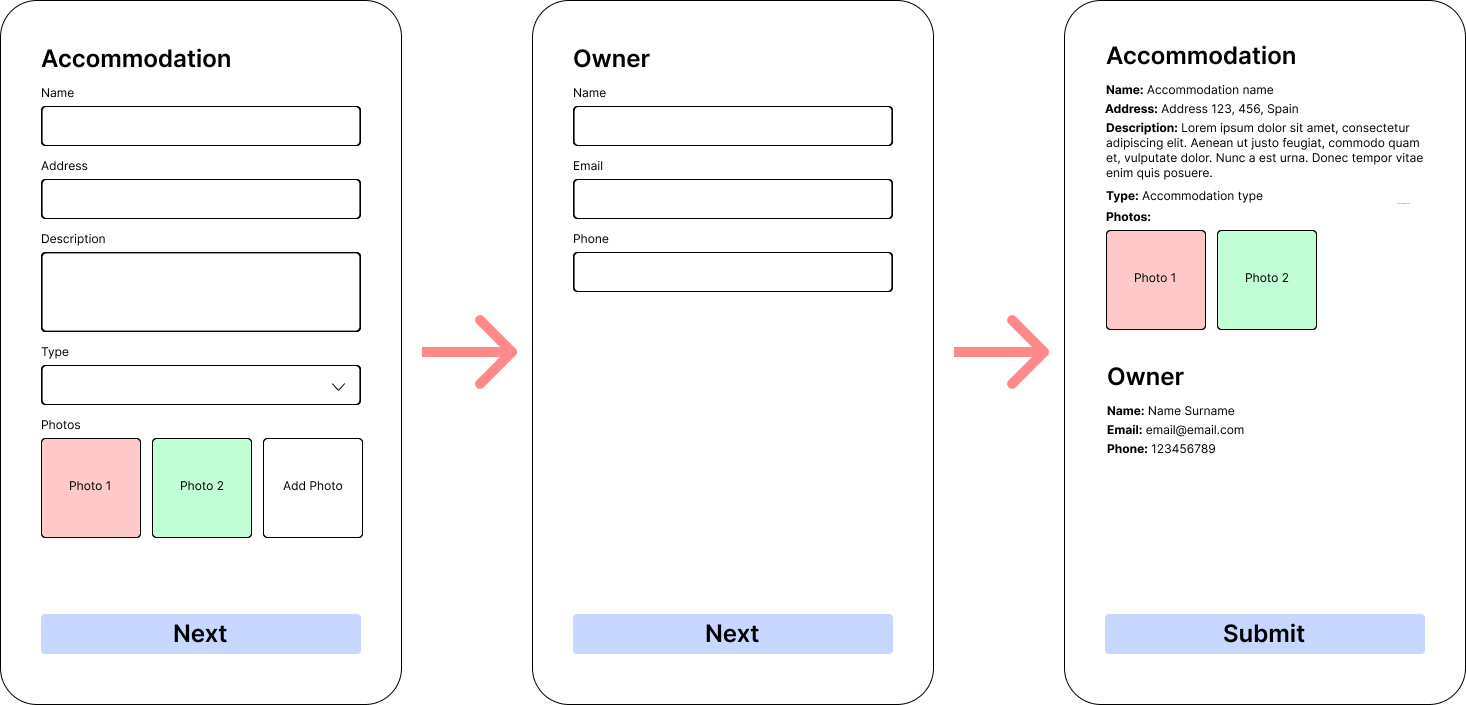 Accommodation
Name
Address
Description
Type
Photos
Photo 1
Photo 2
Add Photo
Next
Owner
Name
Email
Phone
Next
Accommodation
Name: Accommodation name
Address: Address 123, 456, Spain
Description: Lorem ipsum dolor sit amet, consectetur
adipiscing elit. Aenean ut justo feugiat, commodo quam
et, vulputate dolor. Nunc a est urna. Donec tempor vitae
enim quis posuere.
Type: Accommodation type
Photos:
Photo 1
Photo 2
Owner
Name: Name Surname
Email: email@email.com
Phone: 123456789
Submit